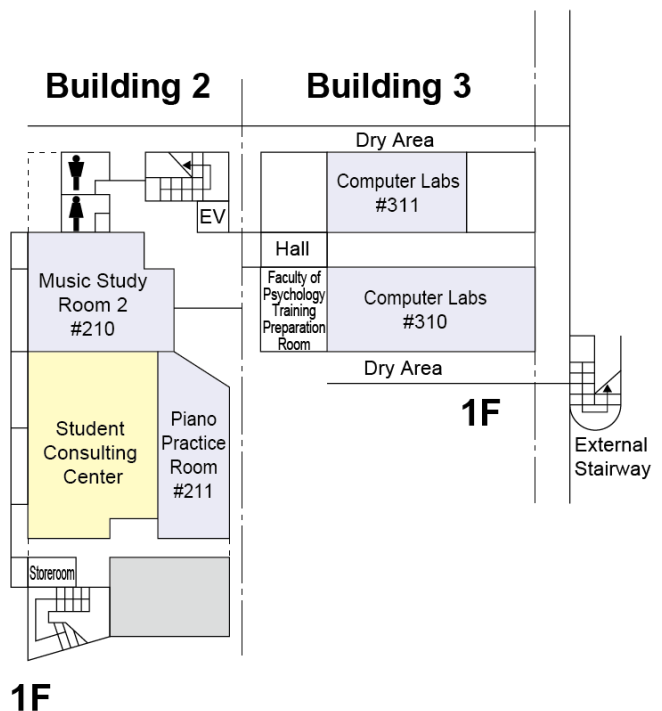 Building 2
Building 3
Dry Area
Computer Labs
#311
EV
Hall
Music Study
Room 2
#210
Faculty of
Psychology
Training
Preparation
Room
Computer Labs
#310
Dry Area
1F
Student
Consulting
Center
Piano
Practice
Room
#211
External
Stairway
Storeroom
1F